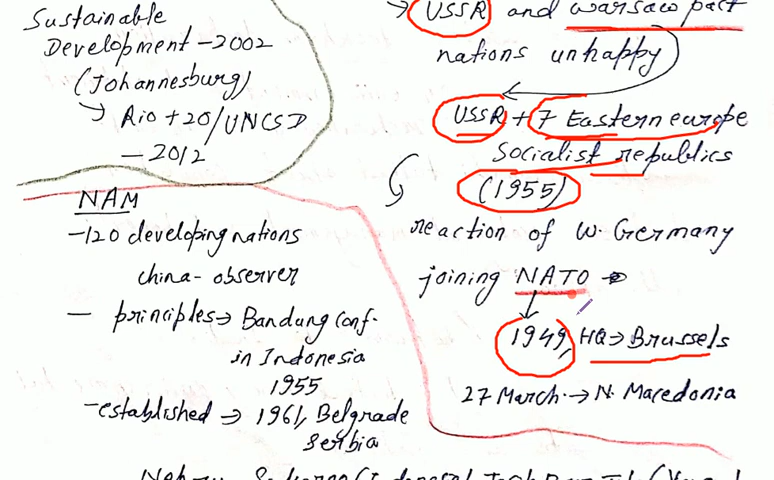 Sustainable
Development - 2002
(Johannesburg)
→ Rio +20/UNCSD
- 2012
NAM
- 120 developing nations
china - observer
- principles → Bandung conf-
in Indonesia
1955
- established ⇒ 1961, Belgrade
Serbia
→ USSR and warsaw pact
nations unhappy
USSR + 7 Eastern europe
Socialist republics
(1955)
reaction of W. Germany
joining NATO →
1949, HQ → Brussels
27 March → N. Macedonia